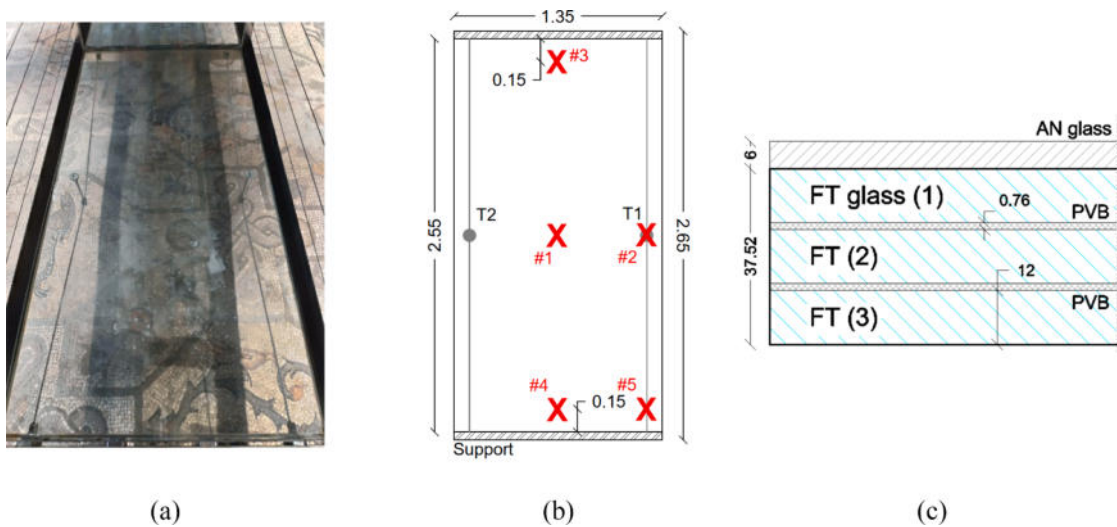 1.35
#3
0.15
T2
T1
2.55
2.65
#1
#2
#4
#5
0.15
Support
AN glass
6
FT glass (1)
0.76
PVB
37.52
FT (2)
12
FT (3)
PVB
(a)
(b)
(c)